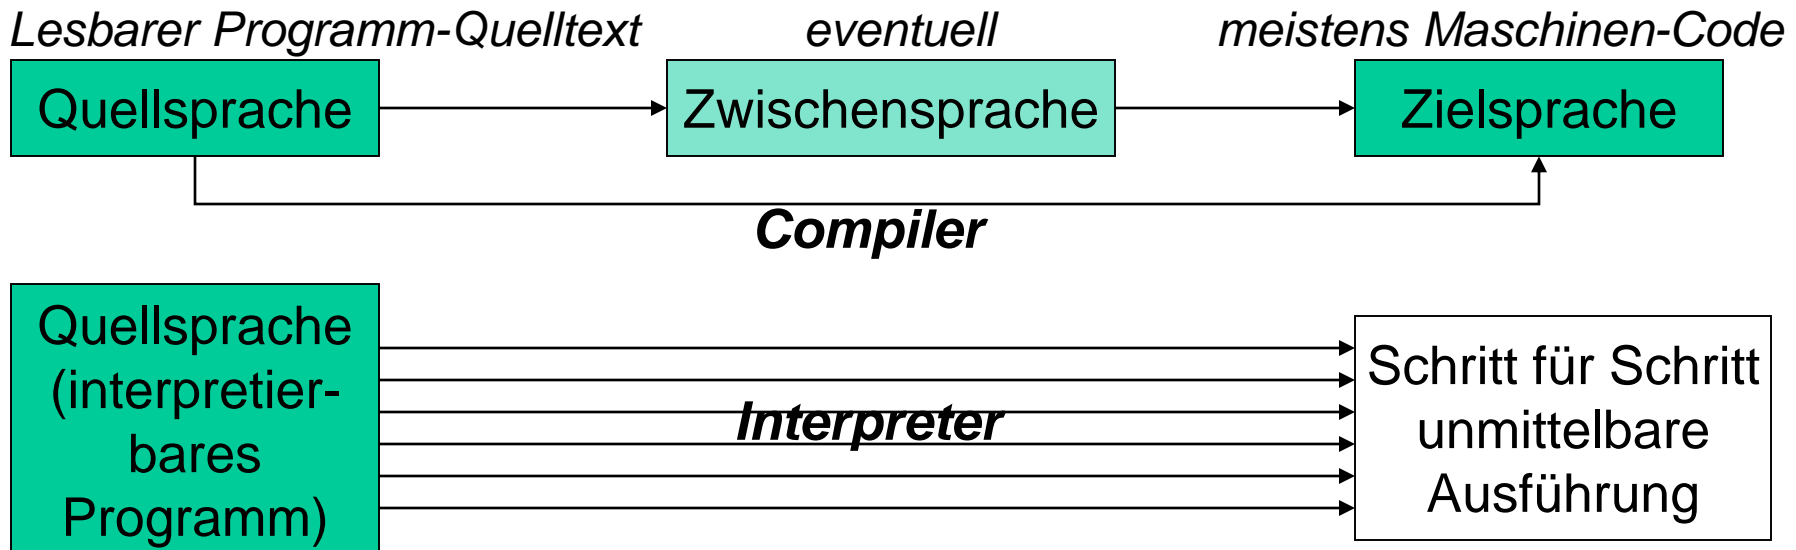 Lesbarer Programm-Quelltext
eventuell
meistens Maschinen-Code
Quellsprache
Zwischensprache
Zielsprache
Compiler
Quellsprache
(interpretier-
bares
Programm)
Interpreter
Schritt für Schritt
unmittelbare
Ausführung